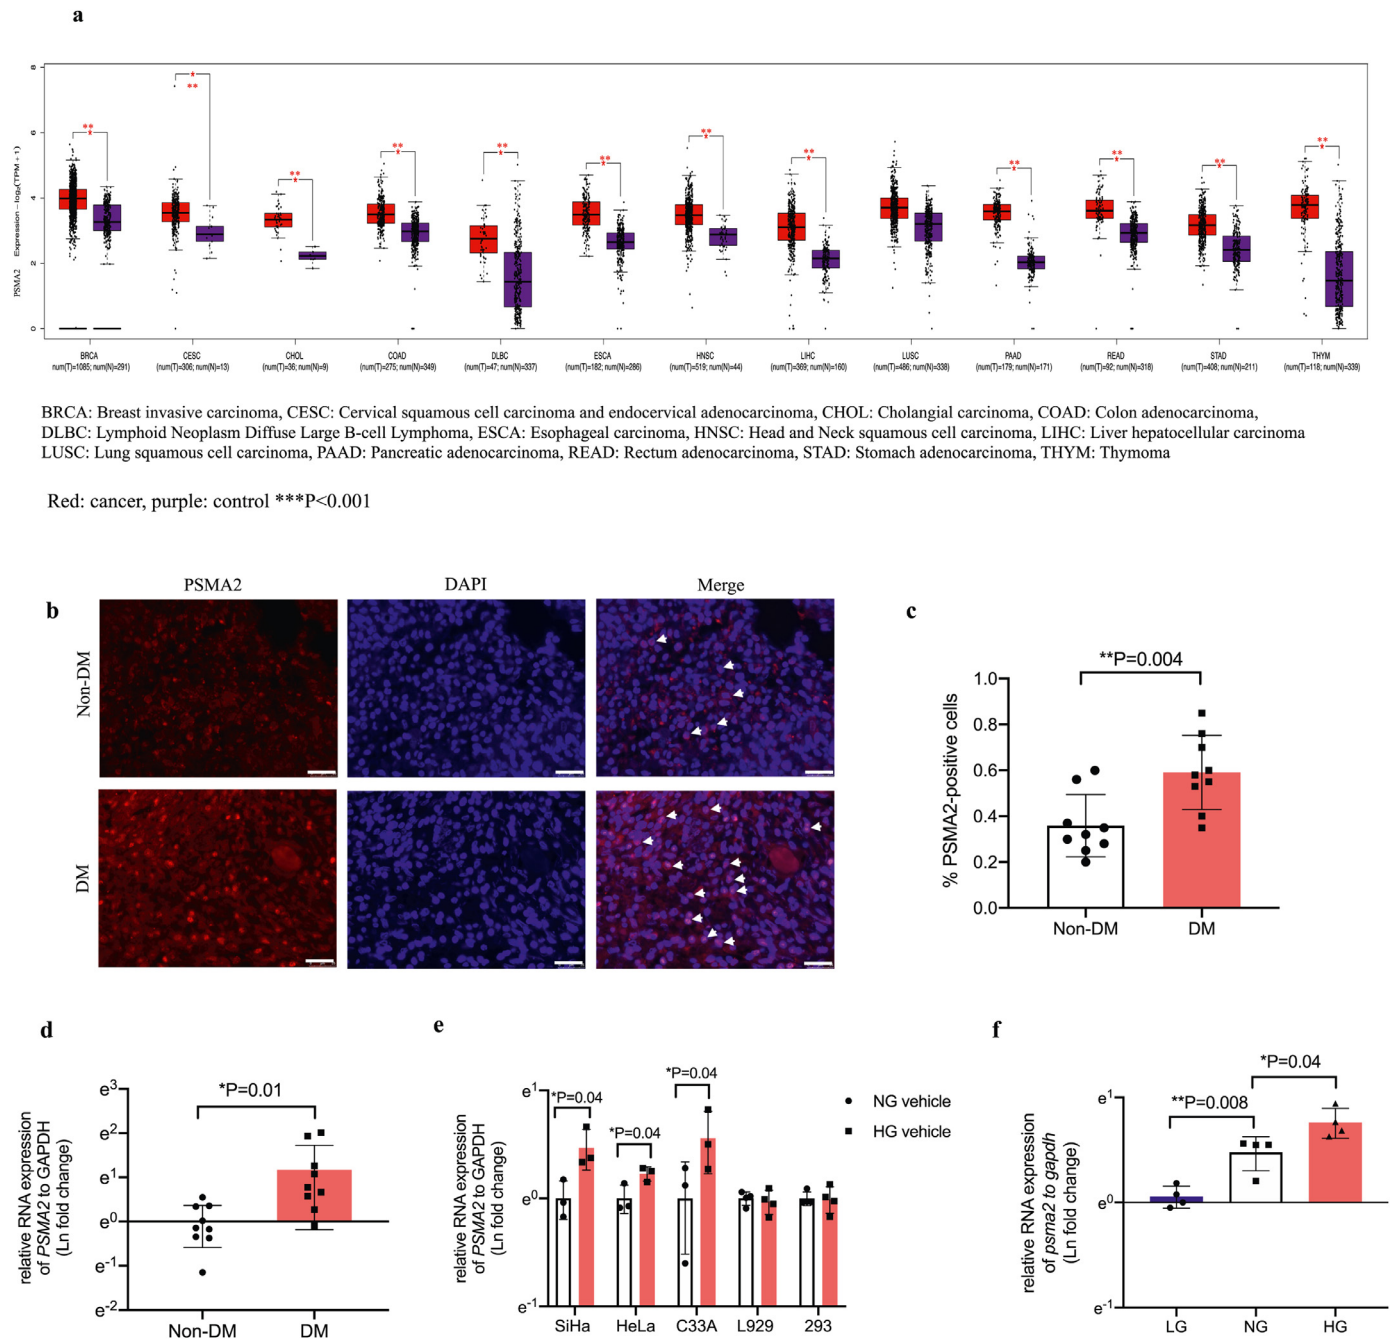 a
PSMA2 Expression − log2(TPM + 1)
8
6
4
2
0
** * * ** ** * ** * ** * ** * ** * ** * ** * ** * ** * ** *
BRCA CESC CHOL COAD DLBC ESCA HNSC LIHC LUSC PAAD READ STAD THYM
num(T)=1085; num(N)=291) (num(T)=306; num(N)=13) (num(T)=36; num(N)=9) (num(T)=275; num(N)=349) (num(T)=47; num(N)=337) (num(T)=182; num(N)=286) (num(T)=519; num(N)=44) (num(T)=369; num(N)=160) (num(T)=486; num(N)=338) (num(T)=179; num(N)=171) (num(T)=92; num(N)=318) (num(T)=408; num(N)=211) (num(T)=118; num(N)=339)
BRCA: Breast invasive carcinoma, CESC: Cervical squamous cell carcinoma and endocervical adenocarcinoma, CHOL: Cholangial carcinoma, COAD: Colon adenocarcinoma,
DLBC: Lymphoid Neoplasm Diffuse Large B-cell Lymphoma, ESCA: Esophageal carcinoma, HNSC: Head and Neck squamous cell carcinoma, LIHC: Liver hepatocellular carcinoma
LUSC: Lung squamous cell carcinoma, PAAD: Pancreatic adenocarcinoma, READ: Rectum adenocarcinoma, STAD: Stomach adenocarcinoma, THYM: Thymoma
Red: cancer, purple: control ***P<0.001
b
PSMA2 DAPI Merge
Non-DM
DM
c
**P=0.004
% PSMA2-positive cells
1.0
0.8
0.6
0.4
0.2
0.0
Non-DM DM
d
*P=0.01
relative RNA expression
of PSMA2 to GAPDH
(Ln fold change)
e3
e2
e1
e0
e-1
e-2
Non-DM DM
e
*P=0.04
*P=0.04
*P=0.04
relative RNA expression
of PSMA2 to GAPDH
(Ln fold change)
e1
e0
e-1
SiHa HeLa C33A L929 293
NG vehicle
HG vehicle
f
*P=0.04
**P=0.008
relative RNA expression
of psma2 to gapdh
(Ln fold change)
e1
e0
e-1
LG NG HG